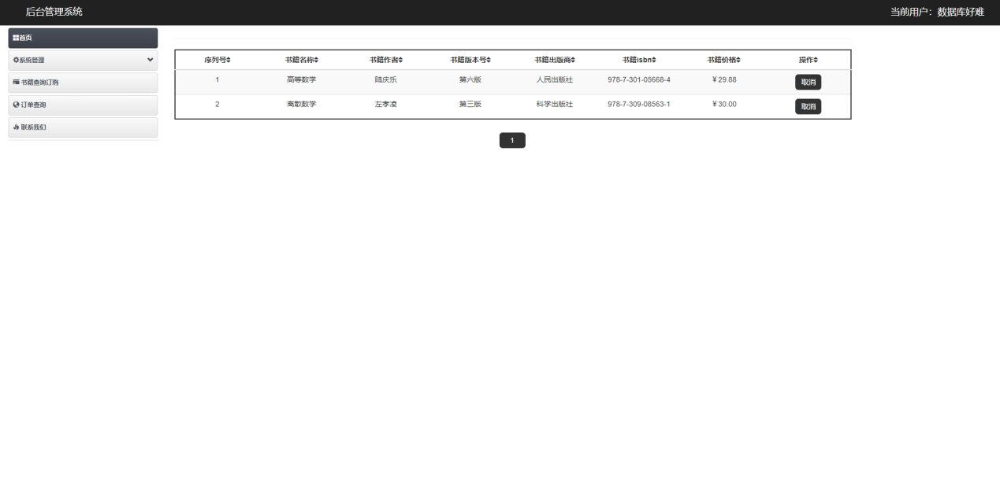 后台管理系统 当前用户：数据库好难
首页
系统管理
书籍查询订购
订单查询
联系我们
序列号 书籍名称 书籍作者 书籍版本号 书籍出版商 书籍isbn 书籍价格 操作
1 高等数学 陆庆乐 第六版 人民出版社 978-7-301-05668-4 ￥29.88 取消
2 离散数学 左孝凌 第三版 科学出版社 978-7-309-08563-1 ￥30.00 取消
1